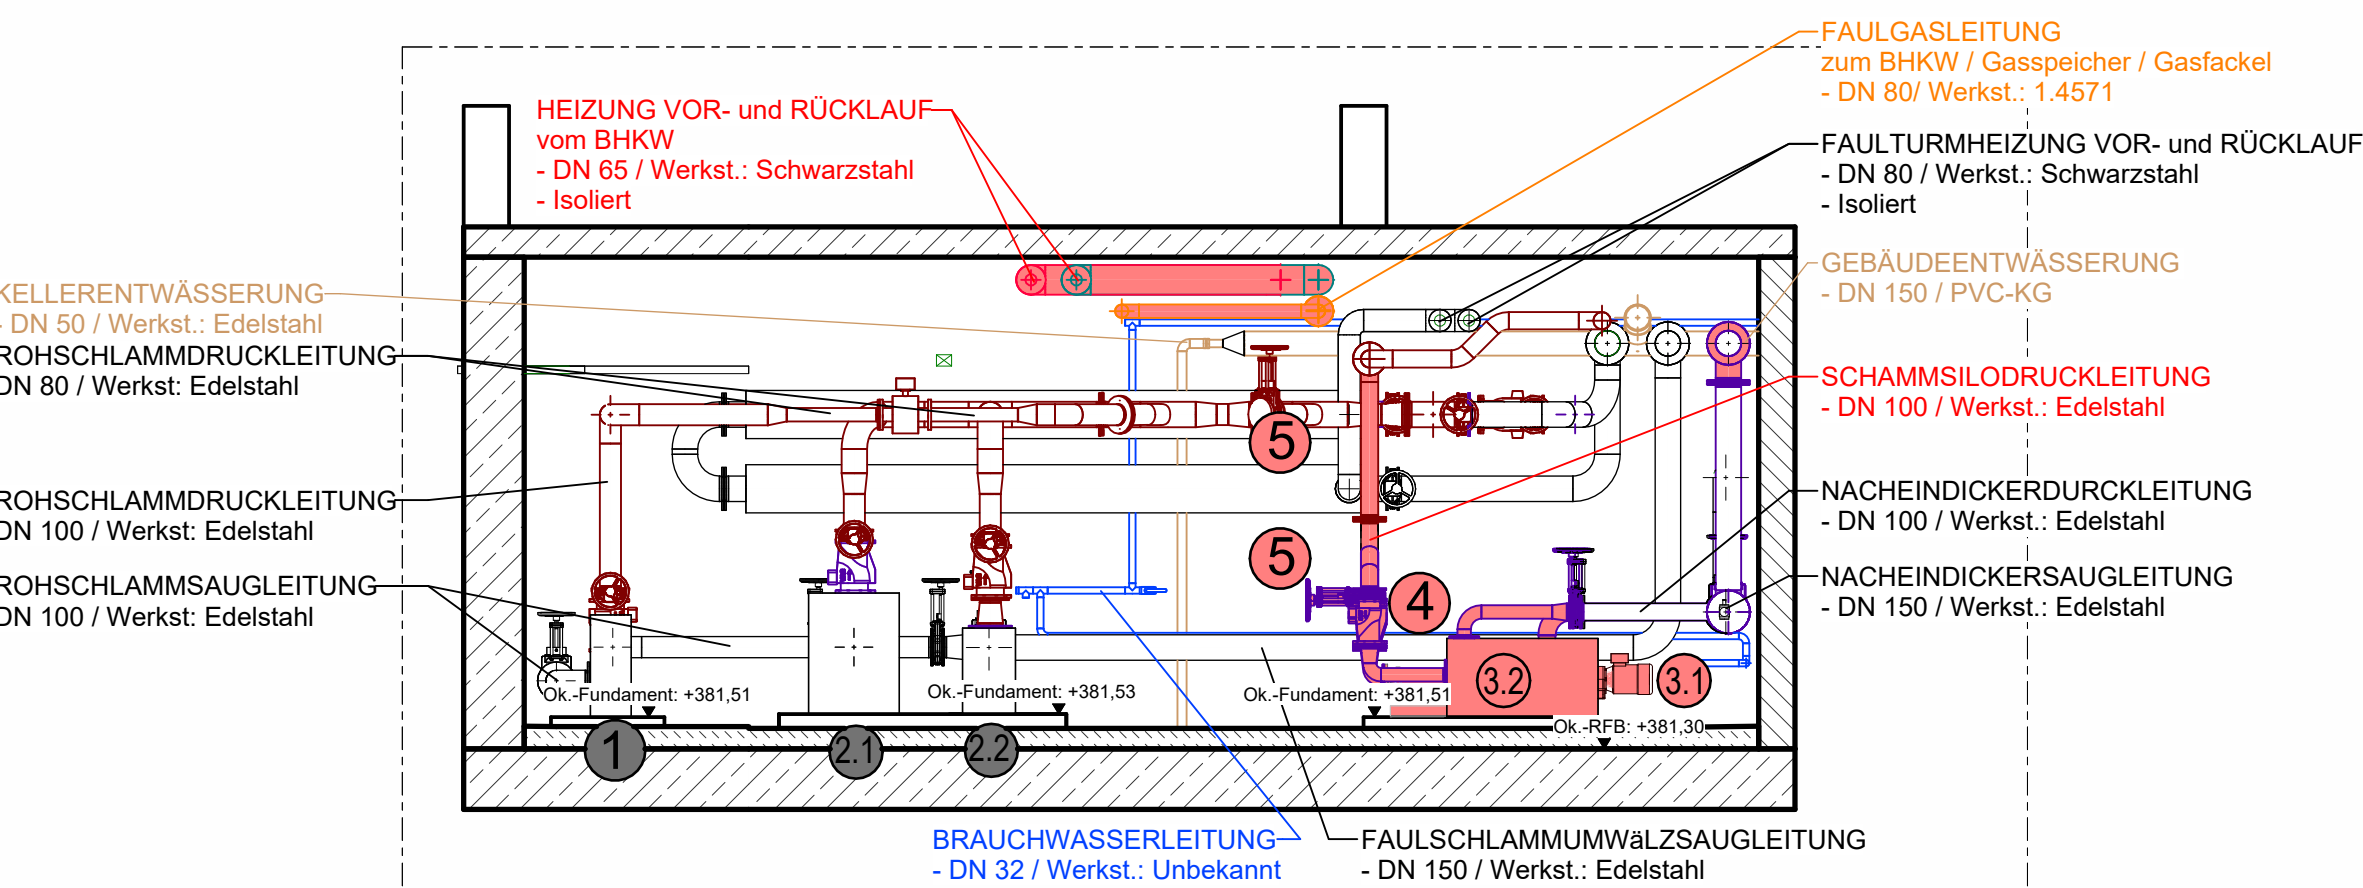 FAULGASLEITUNG
zum BHKW / Gasspeicher / Gasfackel
- DN 80/ Werkst.: 1.4571
HEIZUNG VOR- und RÜCKLAUF
vom BHKW
- DN 65 / Werkst.: Schwarzstahl
- Isoliert
FAULTURMHEIZUNG VOR- und RÜCKLAUF
- DN 80 / Werkst.: Schwarzstahl
- Isoliert
GEBÄUDEENTWÄSSERUNG
- DN 150 / PVC-KG
KELLERENTWÄSSERUNG
- DN 50 / Werkst.: Edelstahl
ROHSCHLAMMDRUCKLEITUNG
DN 80 / Werkst: Edelstahl
SCHAMMSILODRUCKLEITUNG
- DN 100 / Werkst.: Edelstahl
5
ROHSCHLAMMDRUCKLEITUNG
DN 100 / Werkst: Edelstahl
NACHEINDICKERDURCKLEITUNG
- DN 100 / Werkst.: Edelstahl
5
4
ROHSCHLAMMSAUGLEITUNG
DN 100 / Werkst: Edelstahl
NACHEINDICKERSAUGLEITUNG
- DN 150 / Werkst.: Edelstahl
3.2
3.1
Ok.-Fundament: +381,51
Ok.-Fundament: +381,53
Ok.-Fundament: +381,51
Ok.-RFB: +381,30
1
2.1
2.2
BRAUCHWASSERLEITUNG
- DN 32 / Werkst.: Unbekannt
FAULSCHLAMMUMWäLZSAUGLEITUNG
- DN 150 / Werkst.: Edelstahl